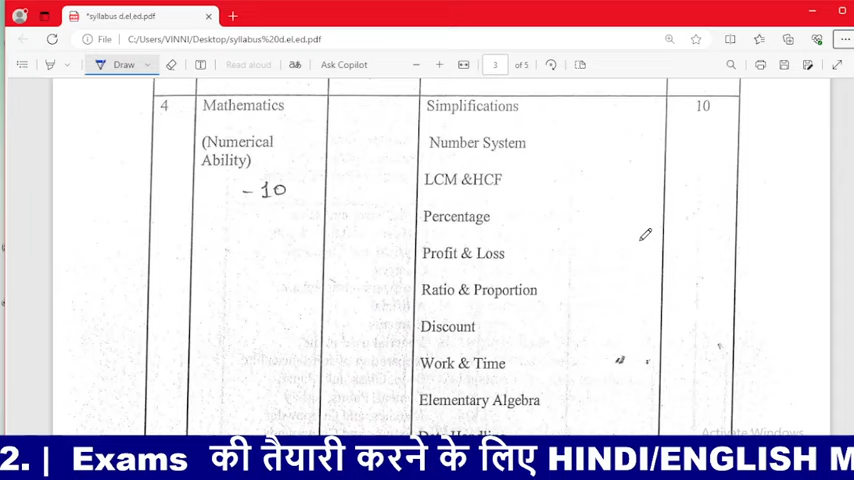 *syllabus d.el.ed.pdf
File C:/Users/VINNI/Desktop/syllabus%20d.el.ed.pdf
Draw Read aloud Ask Copilot 3 of 5
4 Mathematics Simplifications 10
(Numerical Number System
Ability)
- 10
LCM &HCF
Percentage
Profit & Loss
Ratio & Proportion
Discount
Work & Time
Elementary Algebra
Activate Windows
2. | Exams की तैयारी करने के लिए HINDI/ENGLISH M